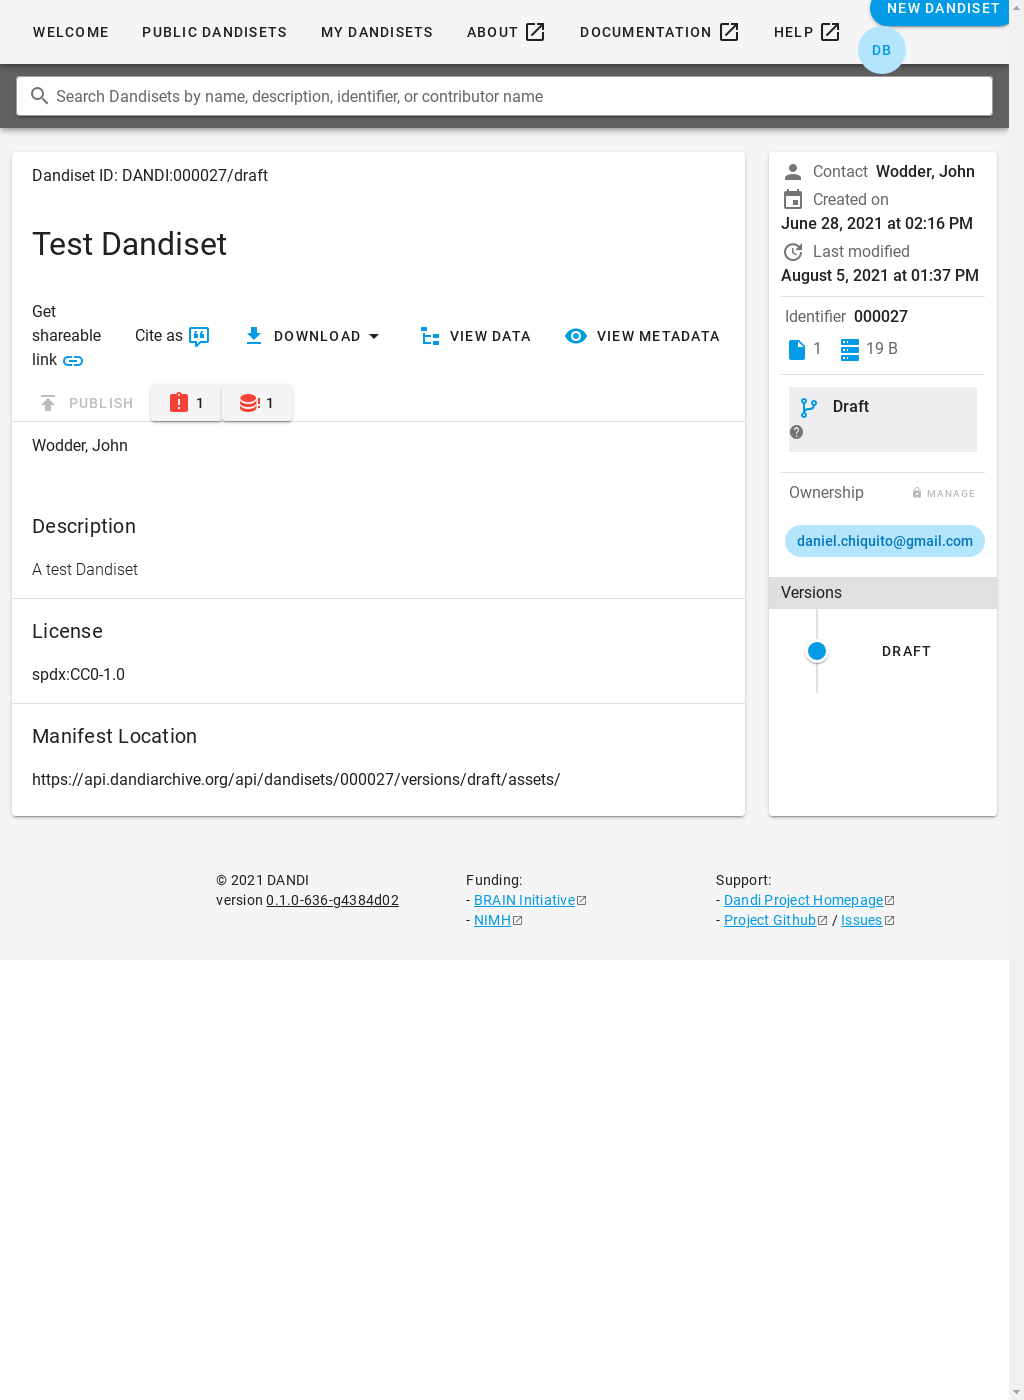 WELCOME
PUBLIC DANDISETS
MY DANDISETS
ABOUT
DOCUMENTATION
HELP
NEW DANDISET
DB
Search Dandisets by name, description, identifier, or contributor name
Dandiset ID: DANDI:000027/draft
Test Dandiset
Get
shareable
link
Cite as
DOWNLOAD
VIEW DATA
VIEW METADATA
PUBLISH
1
1
Wodder, John
Description
A test Dandiset
License
spdx:CC0-1.0
Manifest Location
https://api.dandiarchive.org/api/dandisets/000027/versions/draft/assets/
Contact Wodder, John
Created on
June 28, 2021 at 02:16 PM
Last modified
August 5, 2021 at 01:37 PM
Identifier 000027
1
19 B
Draft
Ownership
MANAGE
daniel.chiquito@gmail.com
Versions
DRAFT
© 2021 DANDI
version 0.1.0-636-g4384d02
Funding:
- BRAIN Initiative
- NIMH
Support:
- Dandi Project Homepage
- Project Github / Issues